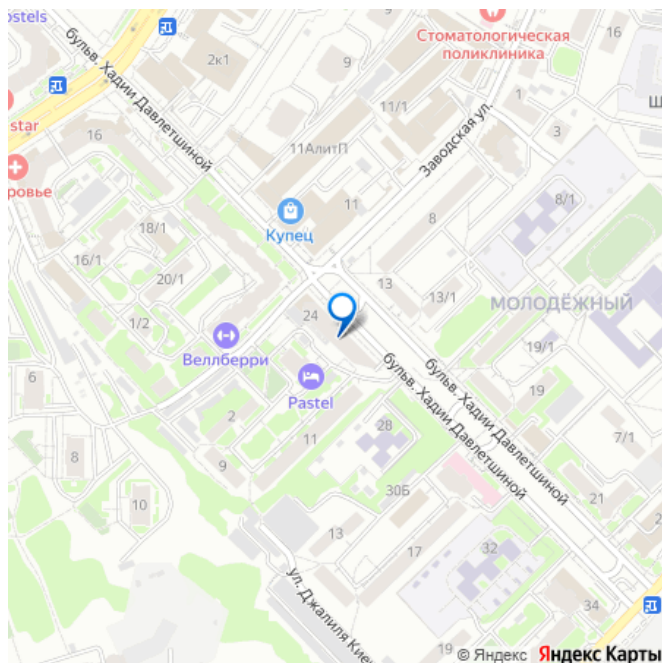 ostels
бульв. Хадии Давлетшиной
2к1
9
Стоматологическая
поликлиника
16
11/1
1
3
Ш
star
16
11АлитП
Заводская ул.
ровье
11
8
8/1
Купец
18/1
16/1
20/1
13
13/1
МОЛОДЁЖНЫЙ
24
1/2
Веллберри
19/1
6
Pastel
бульв. Хадии Давлетшиной
бульв. Хадии Давлетшиной
19
2
28
11
7/1
8
9
30Б
21
10
13
2
17
32
ул. Джалиля Кие
34
19
© Яндекс Яндекс Карты